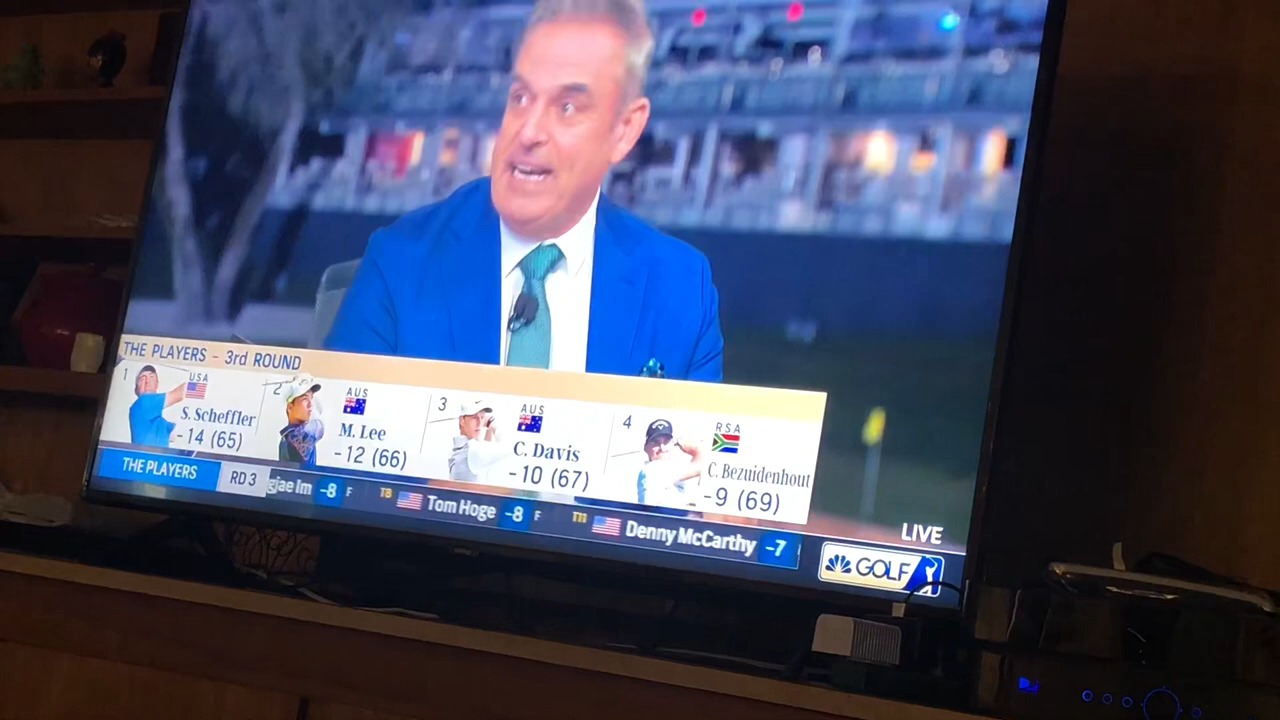 THE PLAYERS - 3rd ROUND
1
USA
S. Scheffler
-14 (65)
2
AUS
M. Lee
-12 (66)
3
AUS
C. Davis
-10 (67)
4
RSA
C. Bezuidenhout
-9 (69)
THE PLAYERS
RD 3
gjae Im -8 F
T8 Tom Hoge -8 F
T11 Denny McCarthy -7
LIVE
GOLF